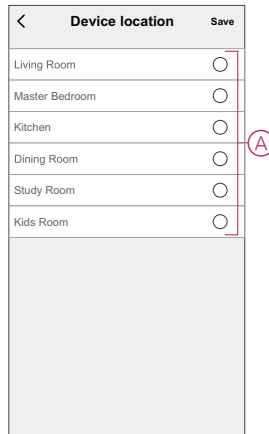 Device location Save
Living Room
Master Bedroom
Kitchen
A
Dining Room
Study Room
Kids Room